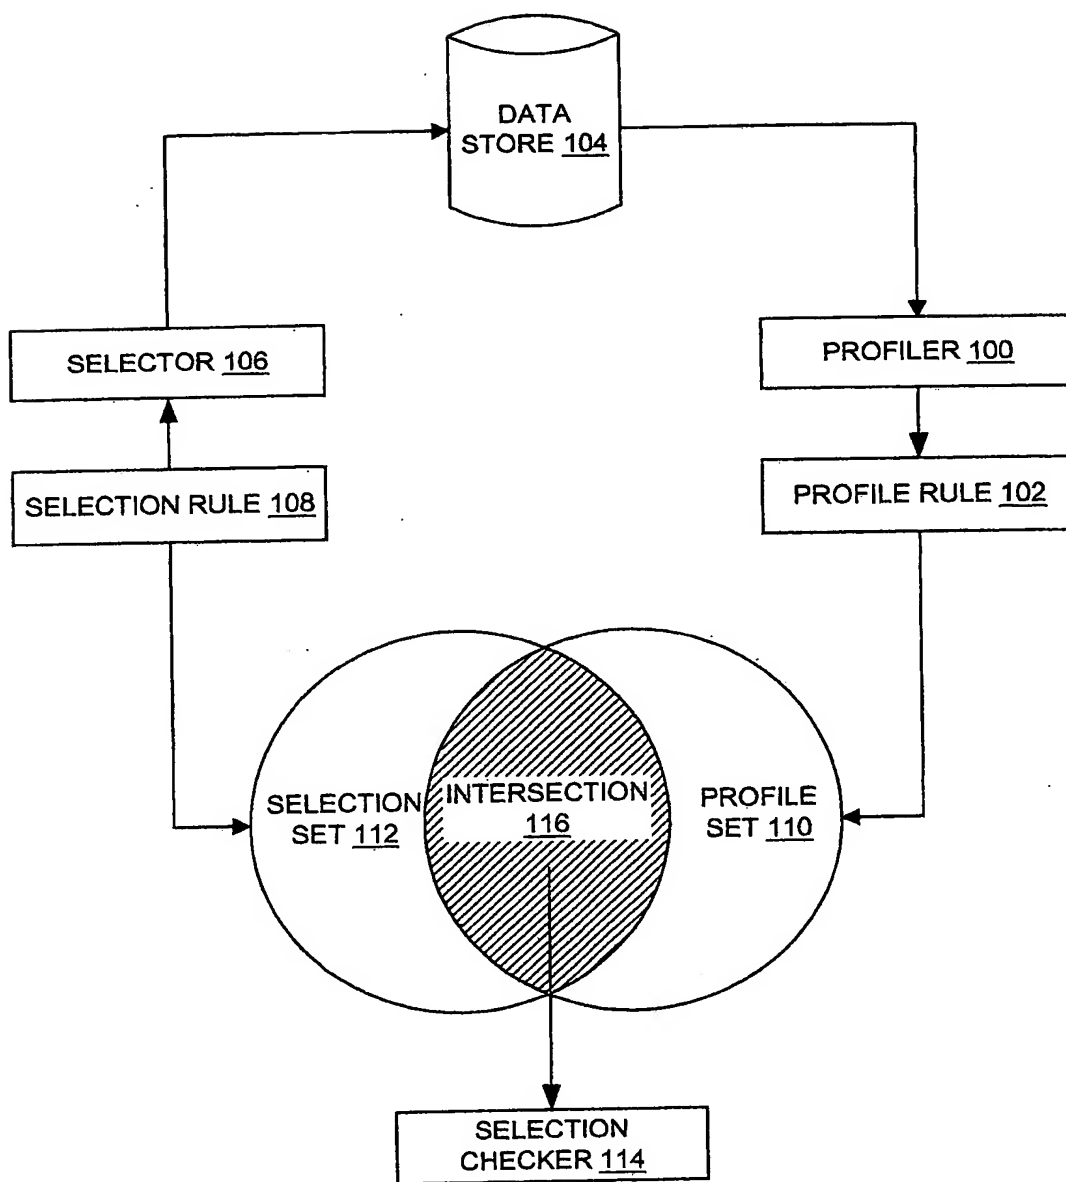 DATA
STORE 104
SELECTOR 106
PROFILER 100
SELECTION RULE 108
PROFILE RULE 102
SELECTION
SET 112
INTERSECTION
116
PROFILE
SET 110
SELECTION
CHECKER 114